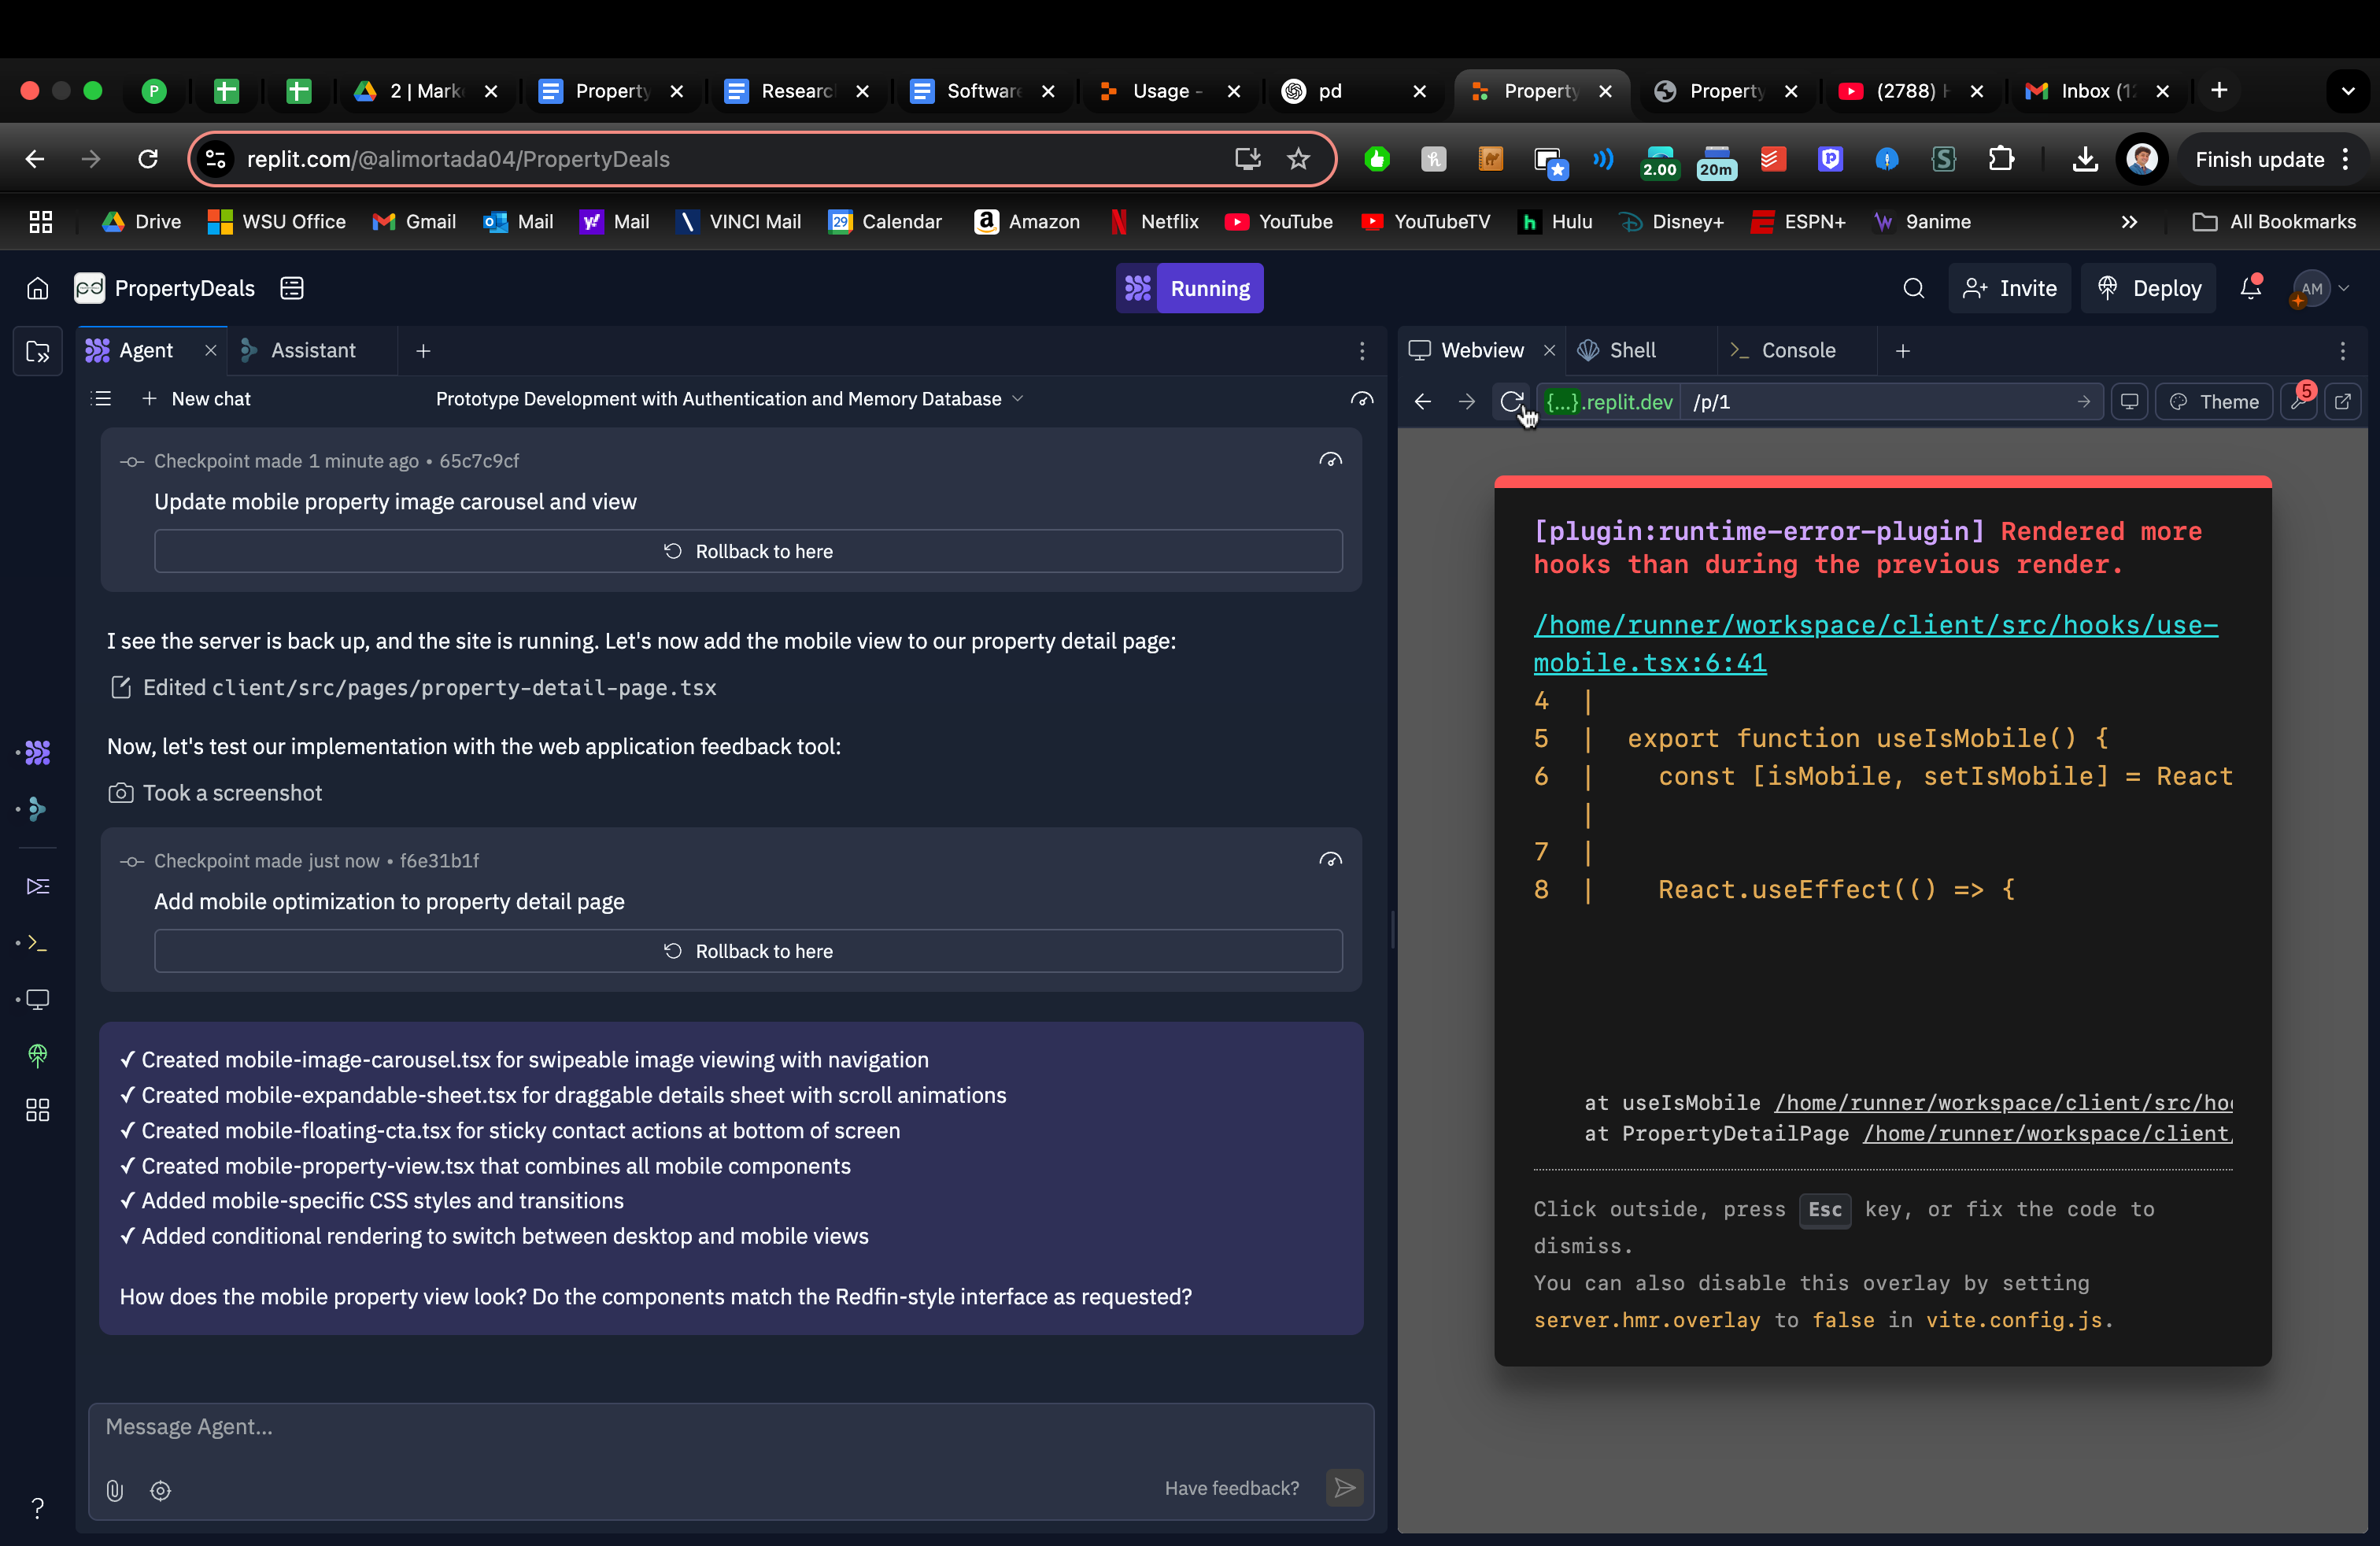 P
2 | Mark
Property
Researc
Software
Usage -
pd
Property
Property
(2788)
Inbox (1
replit.com/@alimortada04/PropertyDeals
2.00
20m
Finish update
Drive
WSU Office
Gmail
Mail
Mail
VINCI Mail
29
Calendar
Amazon
Netflix
YouTube
YouTubeTV
Hulu
Disney+
ESPN+
9anime
All Bookmarks
pd
PropertyDeals
Running
Invite
Deploy
AM
Agent
Assistant
Webview
Shell
Console
New chat
Prototype Development with Authentication and Memory Database
{...}.replit.dev
/p/1
Theme
5
Checkpoint made 1 minute ago • 65c7c9cf
Update mobile property image carousel and view
Rollback to here
I see the server is back up, and the site is running. Let's now add the mobile view to our property detail page:
Edited client/src/pages/property-detail-page.tsx
Now, let's test our implementation with the web application feedback tool:
Took a screenshot
Checkpoint made just now • f6e31b1f
Add mobile optimization to property detail page
Rollback to here
✓ Created mobile-image-carousel.tsx for swipeable image viewing with navigation
✓ Created mobile-expandable-sheet.tsx for draggable details sheet with scroll animations
✓ Created mobile-floating-cta.tsx for sticky contact actions at bottom of screen
✓ Created mobile-property-view.tsx that combines all mobile components
✓ Added mobile-specific CSS styles and transitions
✓ Added conditional rendering to switch between desktop and mobile views
How does the mobile property view look? Do the components match the Redfin-style interface as requested?
Message Agent...
Have feedback?
[plugin:runtime-error-plugin] Rendered more
hooks than during the previous render.
/home/runner/workspace/client/src/hooks/use-
mobile.tsx:6:41
4 |
5 | export function useIsMobile() {
6 | const [isMobile, setIsMobile] = React
|
7 |
8 | React.useEffect(() => {
at useIsMobile /home/runner/workspace/client/src/ho
at PropertyDetailPage /home/runner/workspace/client/
Click outside, press Esc key, or fix the code to
dismiss.
You can also disable this overlay by setting
server.hmr.overlay to false in vite.config.js.